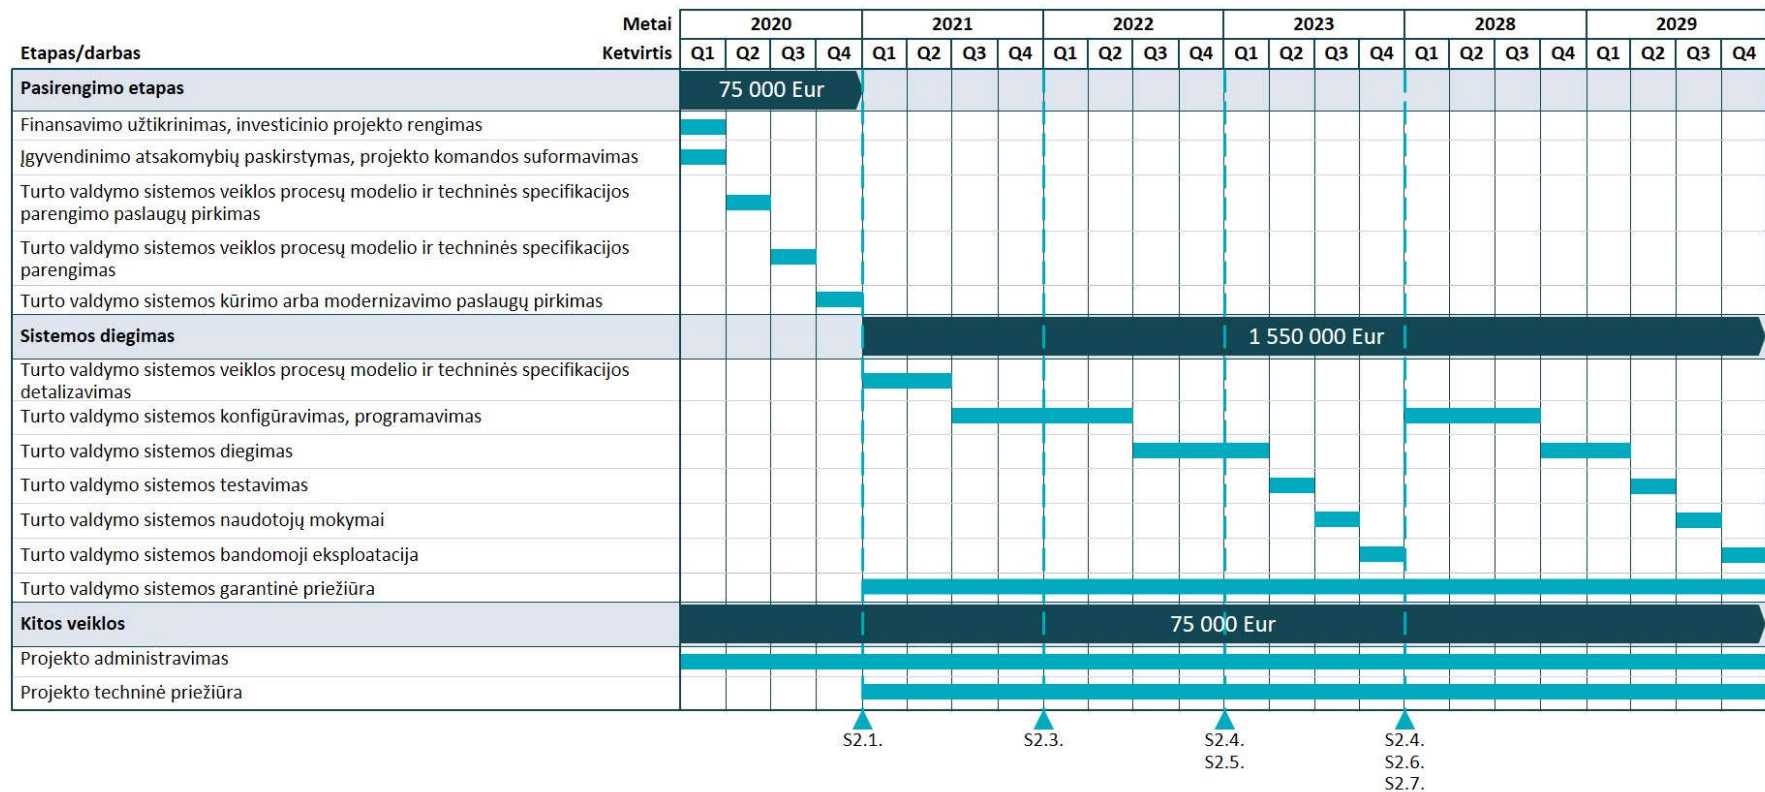 Metai 2020 2021 2022 2023 2028 2029
Etapas/darbas Ketvirtis Q1 Q2 Q3 Q4 Q1 Q2 Q3 Q4 Q1 Q2 Q3 Q4 Q1 Q2 Q3 Q4 Q1 Q2 Q3 Q4 Q1 Q2 Q3 Q4
Pasirengimo etapas 75 000 Eur
Finansavimo užtikrinimas, investicinio projekto rengimas
Įgyvendinimo atsakomybių paskirstymas, projekto komandos suformavimas
Turto valdymo sistemos veiklos procesų modelio ir techninės specifikacijos
parengimo paslaugų pirkimas
Turto valdymo sistemos veiklos procesų modelio ir techninės specifikacijos
parengimas
Turto valdymo sistemos kūrimo arba modernizavimo paslaugų pirkimas
Sistemos diegimas 1 550 000 Eur
Turto valdymo sistemos veiklos procesų modelio ir techninės specifikacijos
detalizavimas
Turto valdymo sistemos konfigūravimas, programavimas
Turto valdymo sistemos diegimas
Turto valdymo sistemos testavimas
Turto valdymo sistemos naudotojų mokymai
Turto valdymo sistemos bandomoji eksploatacija
Turto valdymo sistemos garantinė priežiūra
Kitos veiklos 75 000 Eur
Projekto administravimas
Projekto techninė priežiūra
S2.1. S2.3. S2.4. S2.4.
S2.5. S2.6.
S2.7.